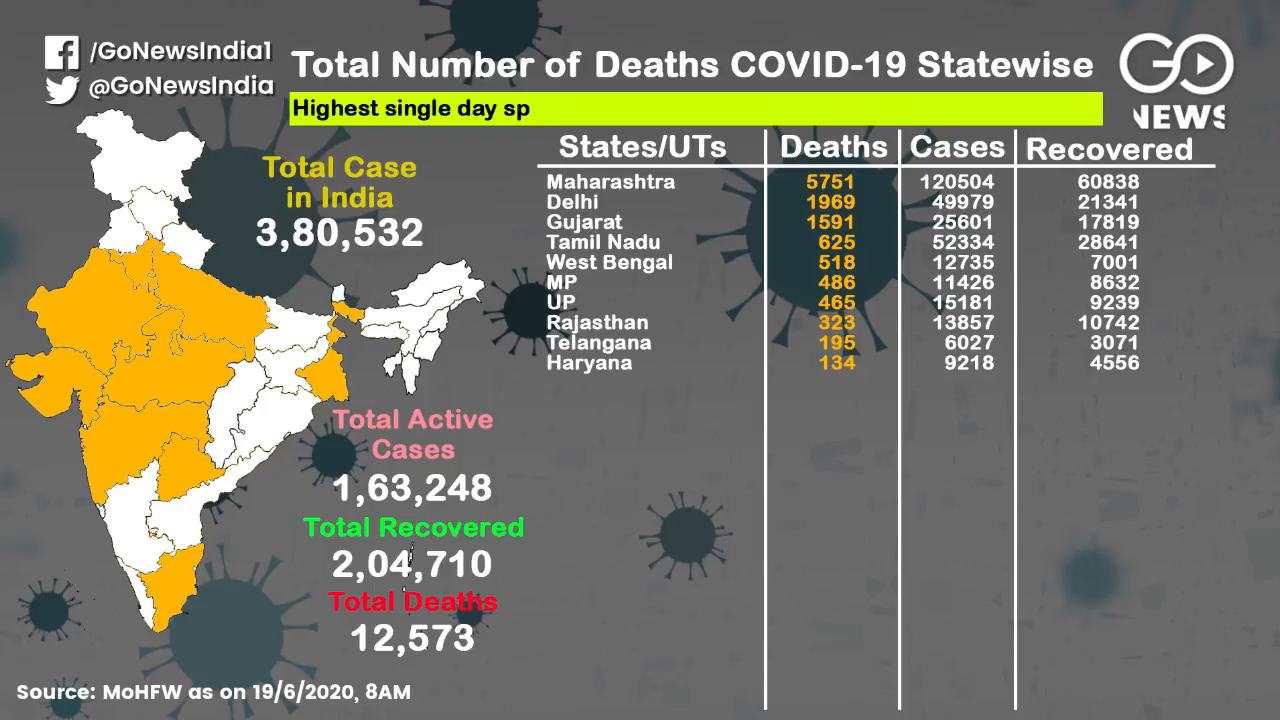 /GoNewsIndia1
@GoNewsIndia
Total Number of Deaths COVID-19 Statewise
GO
NEWS
Highest single day sp
Total Case
in India
3,80,532
States/UTs Deaths Cases Recovered
Maharashtra 5751 120504 60838
Delhi 1969 49979 21341
Gujarat 1591 25601 17819
Tamil Nadu 625 52334 28641
West Bengal 518 12735 7001
MP 486 11426 8632
UP 465 15181 9239
Rajasthan 323 13857 10742
Telangana 195 6027 3071
Haryana 134 9218 4556
Total Active
Cases
1,63,248
Total Recovered
2,04,710
Total Deaths
12,573
Source: MoHFW as on 19/6/2020, 8AM